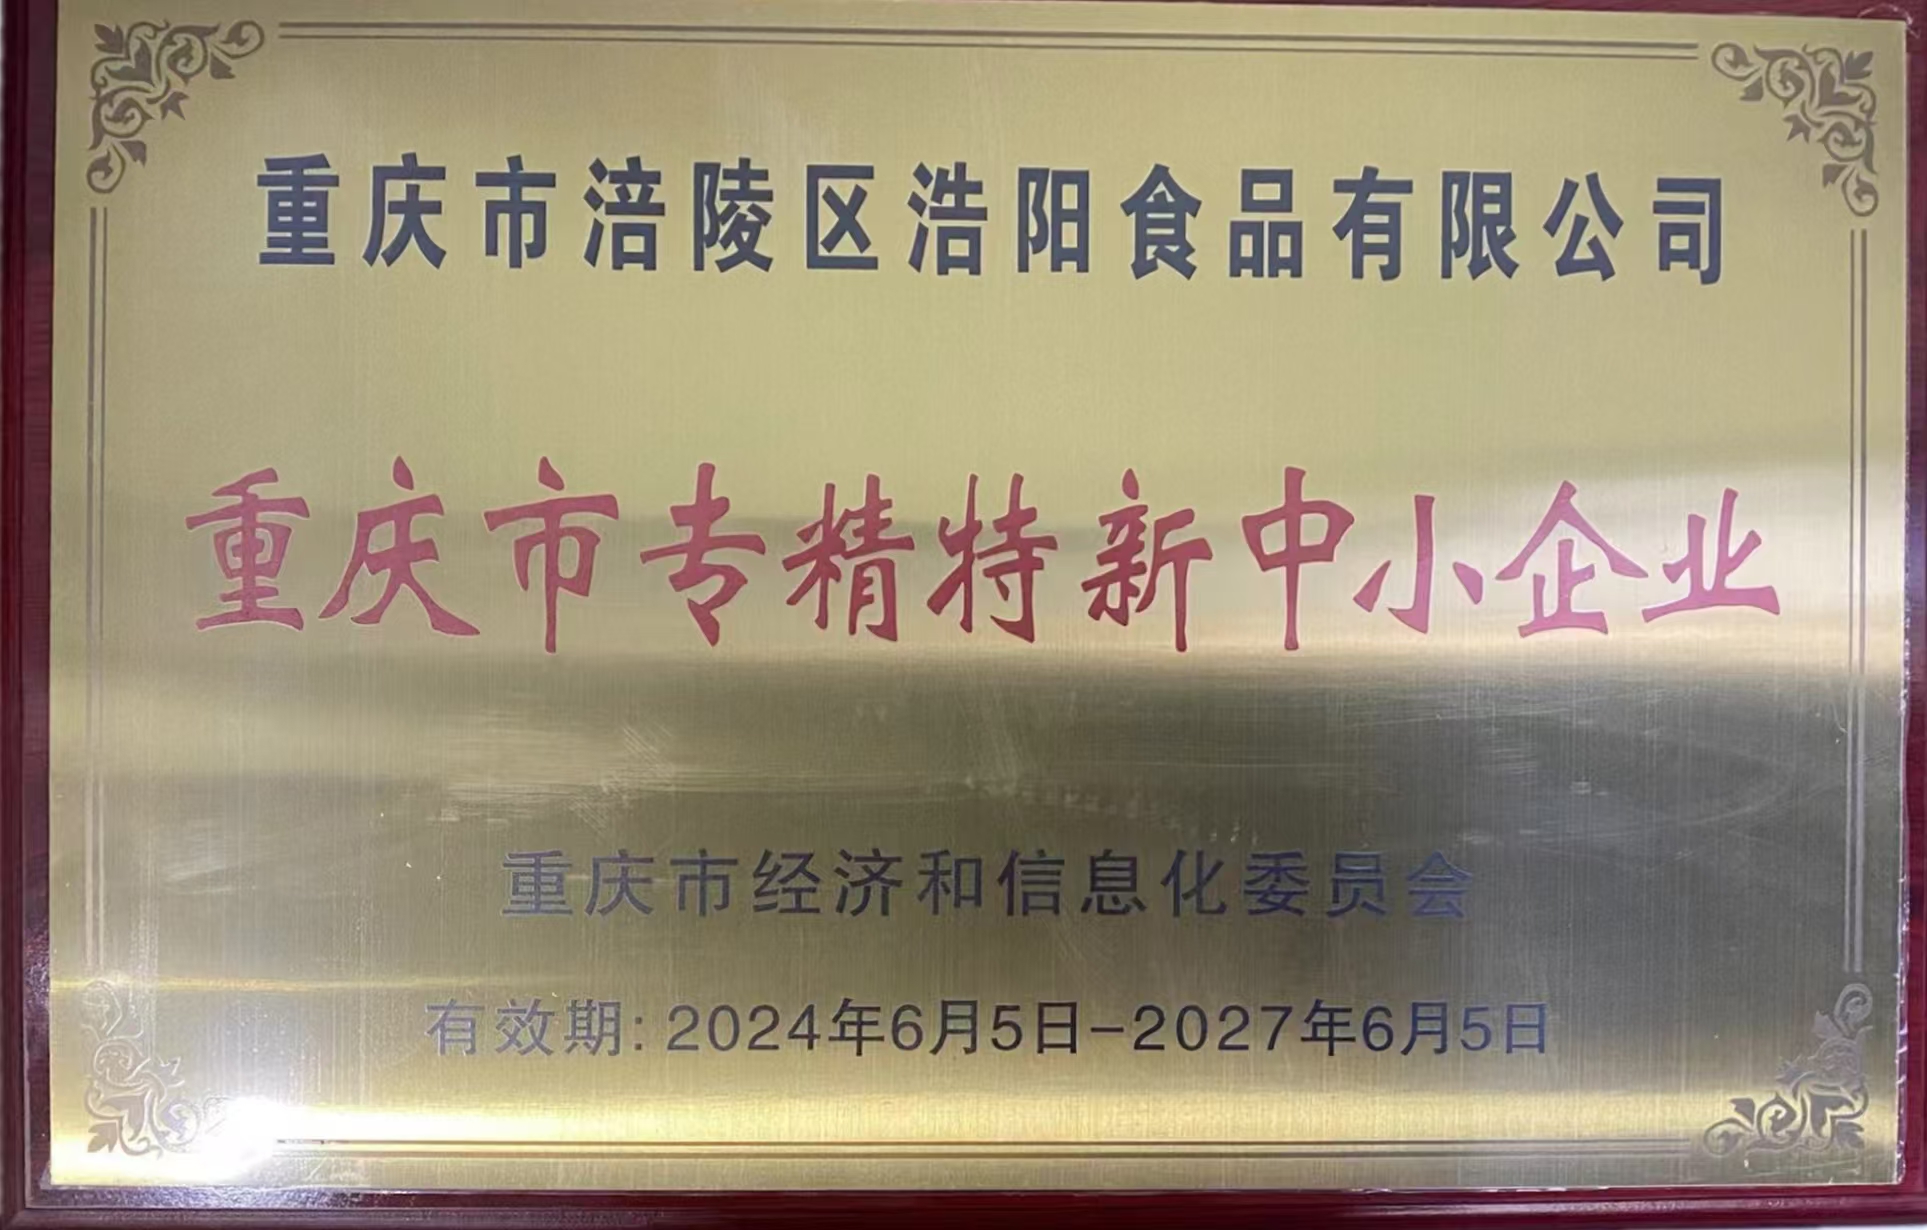 重庆市涪陵区浩阳食品有限公司
重庆市专精特新中小企业
重庆市经济和信息化委员会
有效期:2024年6月5日-2027年6月5日